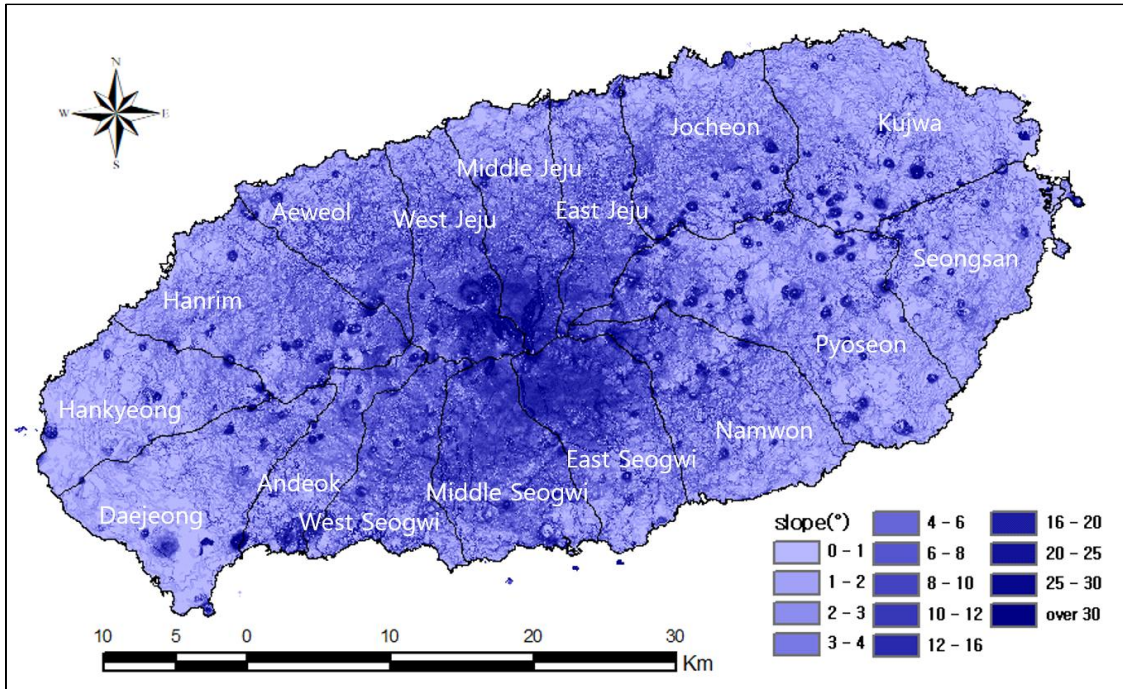 N
W E
S
Jocheon
Kujwa
Middle Jeju
Aeweol
West Jeju
East Jeju
Seongsan
Hanrim
Pyoseon
Hankyeong
Namwon
East Seogwi
Andeok
Middle Seogwi
Daejeong
West Seogwi
slope(°)
0 - 1
1 - 2
2 - 3
3 - 4
4 - 6
6 - 8
8 - 10
10 - 12
12 - 16
16 - 20
20 - 25
25 - 30
over 30
10 5 0 10 20 30
Km